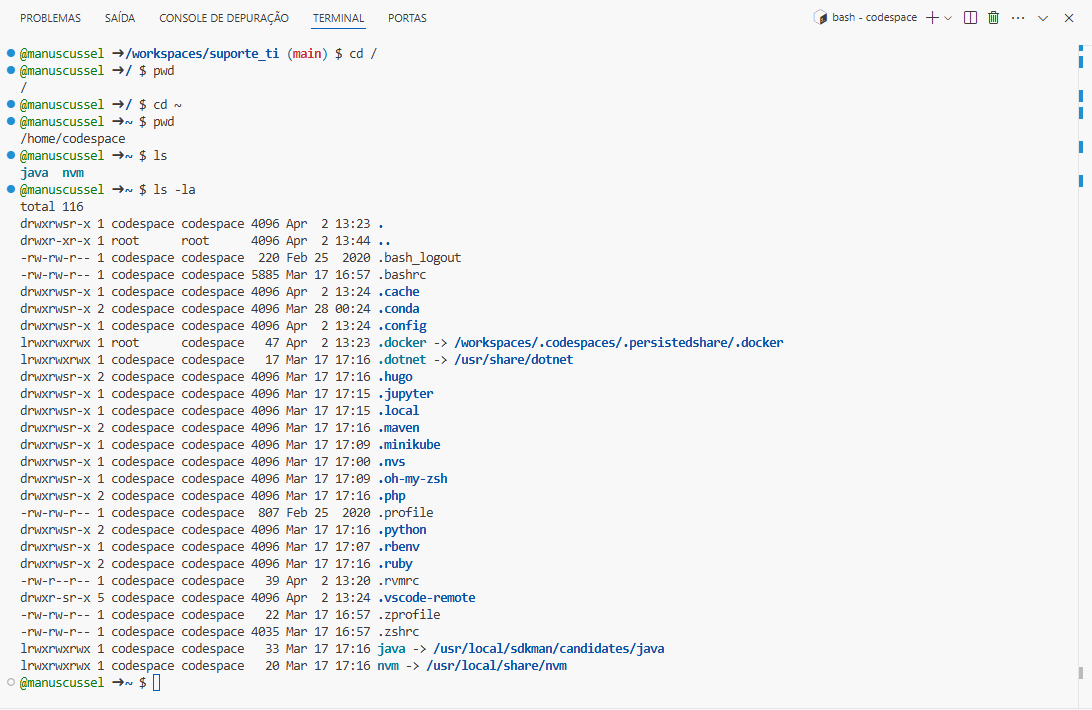 PROBLEMAS SAÍDA CONSOLE DE DEPURAÇÃO TERMINAL PORTAS bash - codespace
@manuscussel ➜/workspaces/suporte_ti (main) $ cd /
@manuscussel ➜/ $ pwd
/
@manuscussel ➜/ $ cd ~
@manuscussel ➜~ $ pwd
/home/codespace
@manuscussel ➜~ $ ls
java  nvm
@manuscussel ➜~ $ ls -la
total 116
drwxrwsr-x 1 codespace codespace 4096 Apr  2 13:23 .
drwxr-xr-x 1 root      root      4096 Apr  2 13:44 ..
-rw-rw-r-- 1 codespace codespace  220 Feb 25  2020 .bash_logout
-rw-rw-r-- 1 codespace codespace 5885 Mar 17 16:57 .bashrc
drwxrwsr-x 1 codespace codespace 4096 Apr  2 13:24 .cache
drwxrwsr-x 2 codespace codespace 4096 Mar 28 00:24 .conda
drwxrwsr-x 1 codespace codespace 4096 Apr  2 13:24 .config
lrwxrwxrwx 1 root      codespace   47 Apr  2 13:23 .docker -> /workspaces/.codespaces/.persistedshare/.docker
lrwxrwxrwx 1 codespace codespace   17 Mar 17 17:16 .dotnet -> /usr/share/dotnet
drwxrwsr-x 2 codespace codespace 4096 Mar 17 17:16 .hugo
drwxrwsr-x 1 codespace codespace 4096 Mar 17 17:15 .jupyter
drwxrwsr-x 1 codespace codespace 4096 Mar 17 17:15 .local
drwxrwsr-x 2 codespace codespace 4096 Mar 17 17:16 .maven
drwxrwsr-x 1 codespace codespace 4096 Mar 17 17:09 .minikube
drwxrwsr-x 1 codespace codespace 4096 Mar 17 17:00 .nvs
drwxrwsr-x 1 codespace codespace 4096 Mar 17 17:09 .oh-my-zsh
drwxrwsr-x 2 codespace codespace 4096 Mar 17 17:16 .php
-rw-rw-r-- 1 codespace codespace  807 Feb 25  2020 .profile
drwxrwsr-x 2 codespace codespace 4096 Mar 17 17:16 .python
drwxrwsr-x 1 codespace codespace 4096 Mar 17 17:07 .rbenv
drwxrwsr-x 2 codespace codespace 4096 Mar 17 17:16 .ruby
-rw-r--r-- 1 codespace codespace   39 Apr  2 13:20 .rvmrc
drwxr-sr-x 5 codespace codespace 4096 Apr  2 13:24 .vscode-remote
-rw-rw-r-- 1 codespace codespace   22 Mar 17 16:57 .zprofile
-rw-rw-r-- 1 codespace codespace 4035 Mar 17 16:57 .zshrc
lrwxrwxrwx 1 codespace codespace   33 Mar 17 17:16 java -> /usr/local/sdkman/candidates/java
lrwxrwxrwx 1 codespace codespace   20 Mar 17 17:16 nvm -> /usr/local/share/nvm
@manuscussel ➜~ $